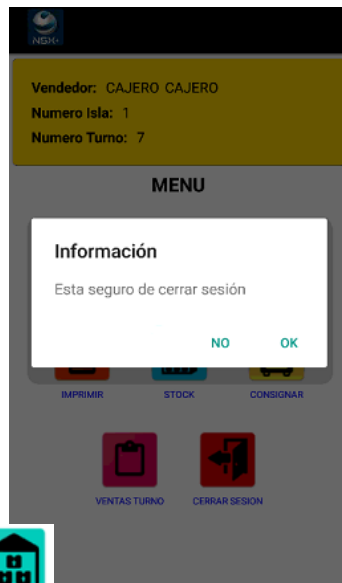 NSX+
Vendedor: CAJERO CAJERO
Numero Isla: 1
Numero Turno: 7
MENU
Información
Esta seguro de cerrar sesión
NO OK
IMPRIMIR STOCK CONSIGNAR
VENTAS TURNO CERRAR SESION